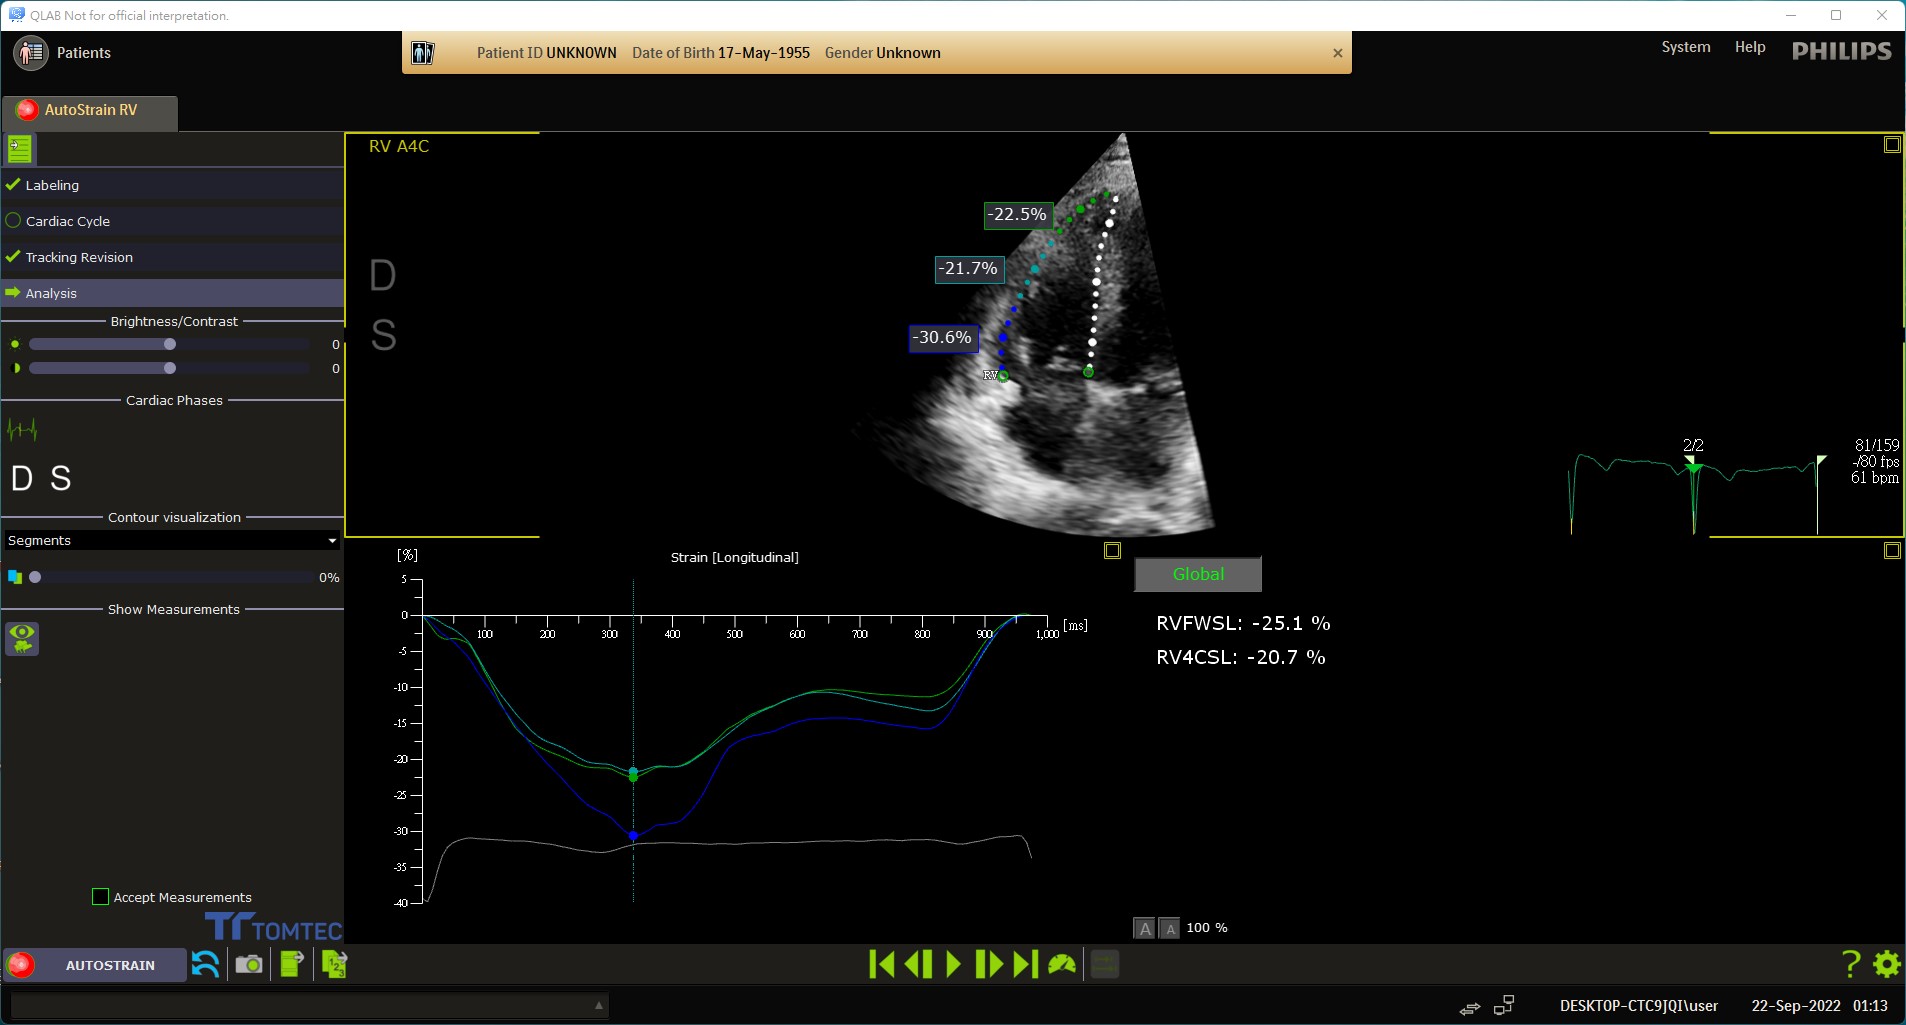 QLAB Not for official interpretation.
Patients
Patient ID UNKNOWN Date of Birth 17-May-1955 Gender Unknown
System Help PHILIPS
AutoStrain RV
Labeling
Cardiac Cycle
Tracking Revision
Analysis
Brightness/Contrast
0
0
Cardiac Phases
D S
Contour visualization
Segments
0%
Show Measurements
Accept Measurements
TOMTEC
RV A4C
D
S
-22.5%
-21.7%
-30.6%
RV
2/2
81/159
-/80 fps
61 bpm
[%]
Strain [Longitudinal]
5
0
-5
-10
-15
-20
-25
-30
-35
-40
100 200 300 400 500 600 700 800 900 1,000 [ms]
Global
RVFWSL: -25.1 %
RV4CSL: -20.7 %
A A 100 %
AUTOSTRAIN
1 2 3
?
DESKTOP-CTC9JQI\user 22-Sep-2022 01:13